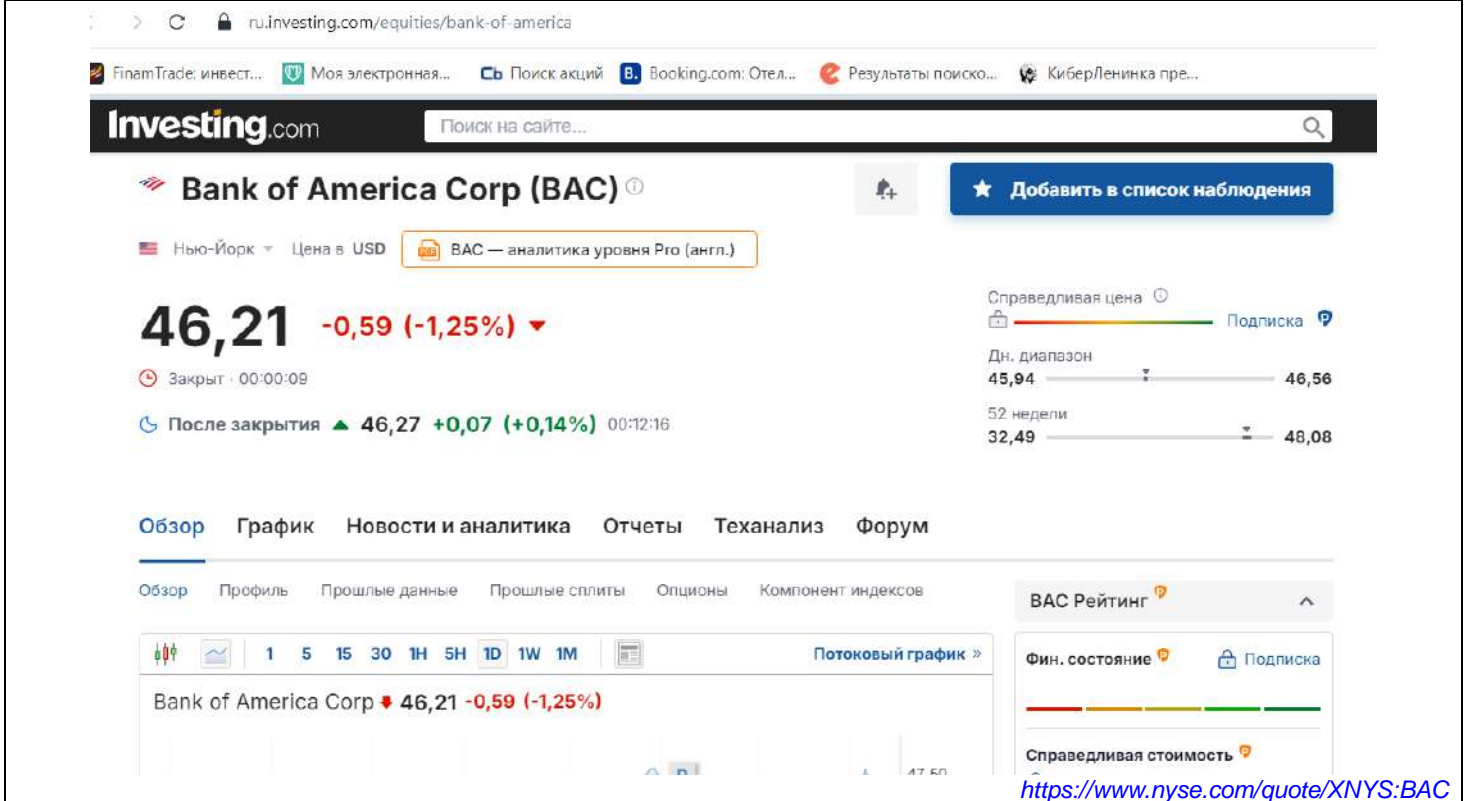 ru.investing.com/equities/bank-of-america
FinamTrade: инвест... Моя электронная... Сb Поиск акций B. Booking.com: Отел... Результаты поиско... КиберЛенинка пре...
Investing.com Поиск на сайте...
Bank of America Corp (BAC) Добавить в список наблюдения
Нью-Йорк Цена в USD BAC — аналитика уровня Pro (англ.)
46,21 -0,59 (-1,25%)
Справедливая цена
Подписка
Закрыт · 00:00:09
Дн. диапазон
45,94 46,56
После закрытия 46,27 +0,07 (+0,14%) 00:12:16
52 недели
32,49 48,08
Обзор График Новости и аналитика Отчеты Теханализ Форум
Обзор Профиль Прошлые данные Прошлые сплиты Опционы Компонент индексов
BAC Рейтинг
1 5 15 30 1H 5H 1D 1W 1M Потоковый график »
Фин. состояние Подписка
Bank of America Corp 46,21 -0,59 (-1,25%)
Справедливая стоимость
47,50
https://www.nyse.com/quote/XNYS:BAC